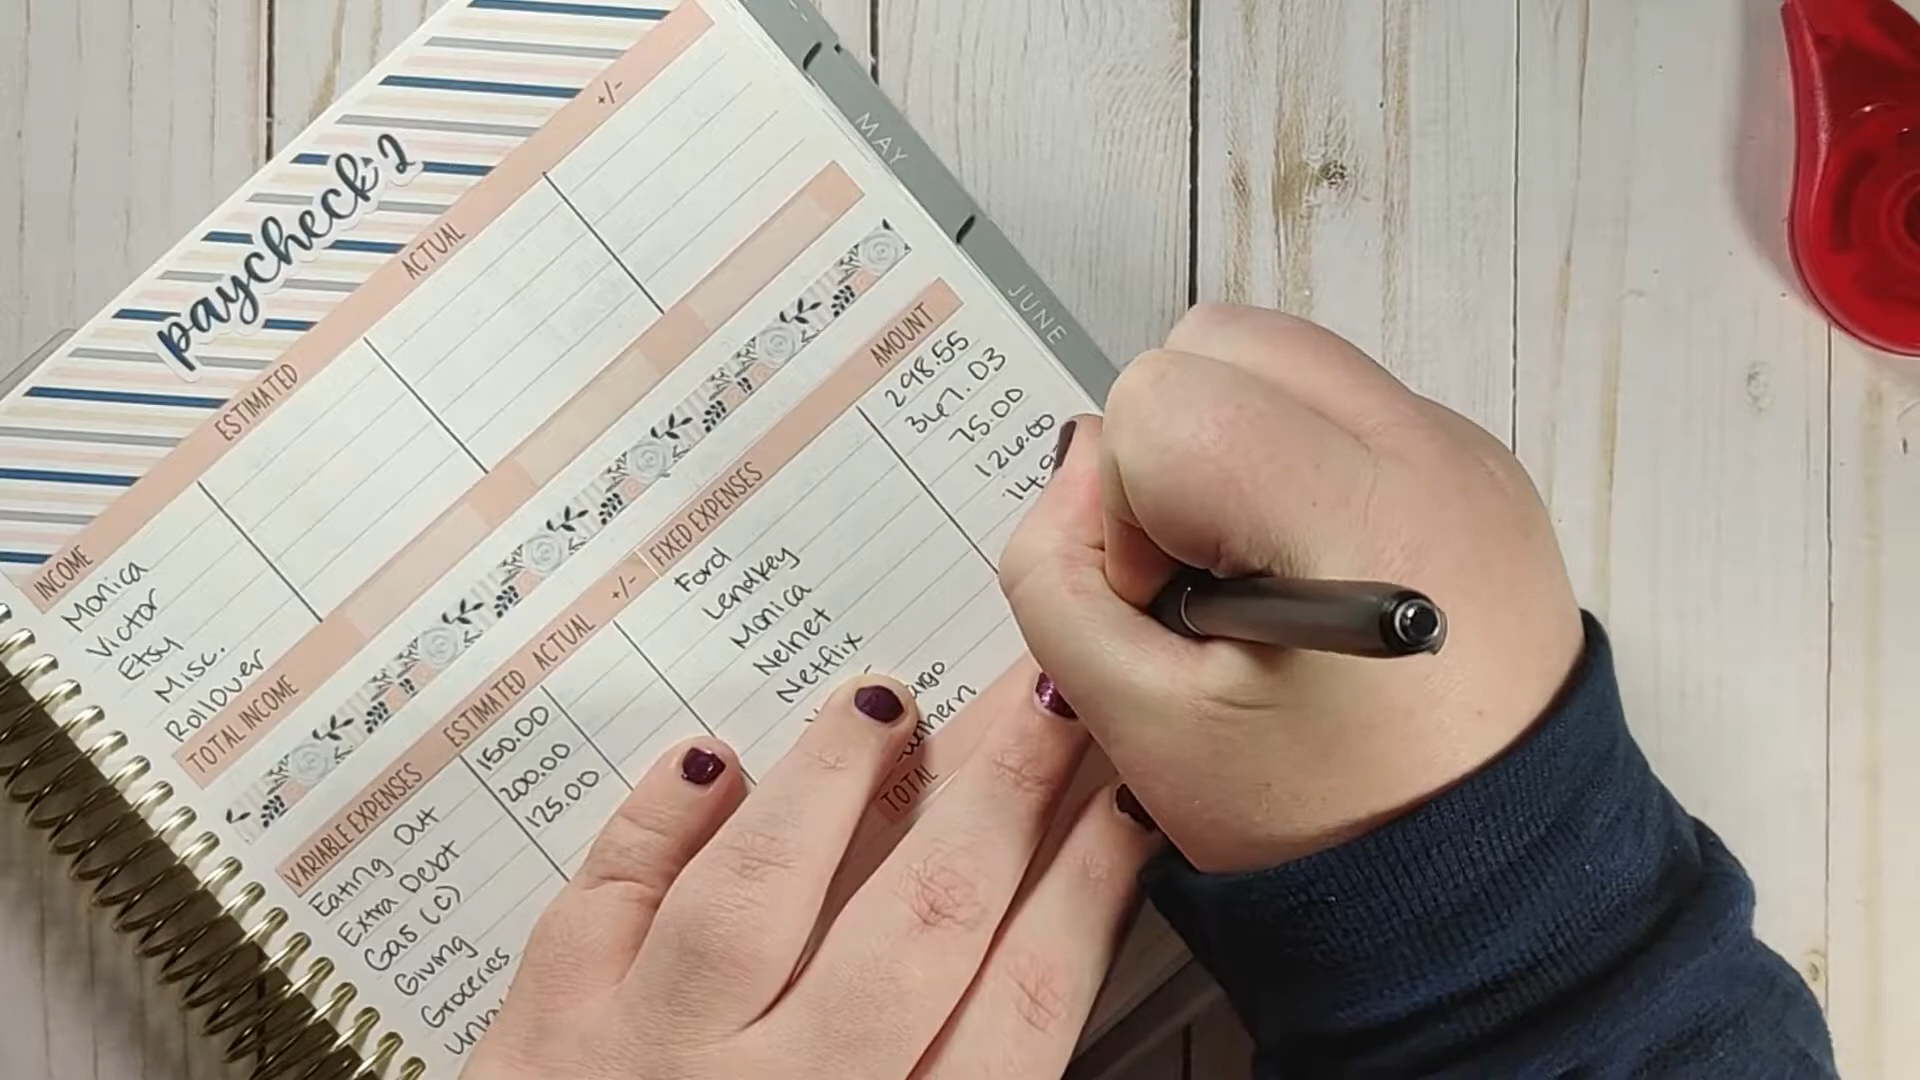 paycheck: 2
MAY
JUNE
INCOME ESTIMATED ACTUAL +/-
Monica
Victor
Etsy
Misc.
Rollover
TOTAL INCOME
VARIABLE EXPENSES ESTIMATED ACTUAL +/-
Eating Out 150.00
Extra Debt 200.00
Gas (C) 125.00
Giving
Groceries
FIXED EXPENSES AMOUNT
Ford 298.55
Lendkey 367.03
Monica 75.00
Nelnet 126.00
Netflix
TOTAL